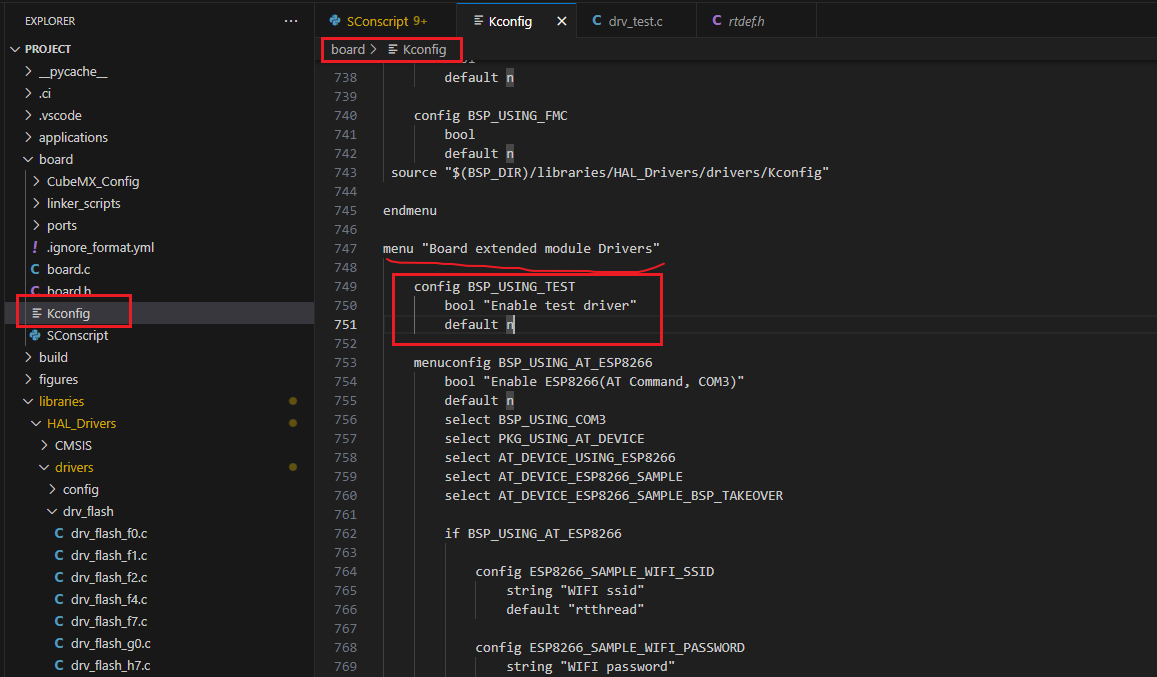 EXPLORER
...
PROJECT
__pycache__
.ci
.vscode
applications
board
CubeMX_Config
linker_scripts
ports
! .ignore_format.yml
C board.c
C board.h
Kconfig
SConscript
build
figures
libraries
HAL_Drivers
CMSIS
drivers
config
drv_flash
C drv_flash_f0.c
C drv_flash_f1.c
C drv_flash_f2.c
C drv_flash_f4.c
C drv_flash_f7.c
C drv_flash_g0.c
C drv_flash_h7.c
SConscript 9+
Kconfig
C drv_test.c
C rtdef.h
board > Kconfig
738 default n
739
740 config BSP_USING_FMC
741 bool
742 default n
743 source "$(BSP_DIR)/libraries/HAL_Drivers/drivers/Kconfig"
744
745 endmenu
746
747 menu "Board extended module Drivers"
748
749 config BSP_USING_TEST
750 bool "Enable test driver"
751 default n
752
753 menuconfig BSP_USING_AT_ESP8266
754 bool "Enable ESP8266(AT Command, COM3)"
755 default n
756 select BSP_USING_COM3
757 select PKG_USING_AT_DEVICE
758 select AT_DEVICE_USING_ESP8266
759 select AT_DEVICE_ESP8266_SAMPLE
760 select AT_DEVICE_ESP8266_SAMPLE_BSP_TAKEOVER
761
762 if BSP_USING_AT_ESP8266
763
764 config ESP8266_SAMPLE_WIFI_SSID
765 string "WIFI ssid"
766 default "rtthread"
767
768 config ESP8266_SAMPLE_WIFI_PASSWORD
769 string "WIFI password"